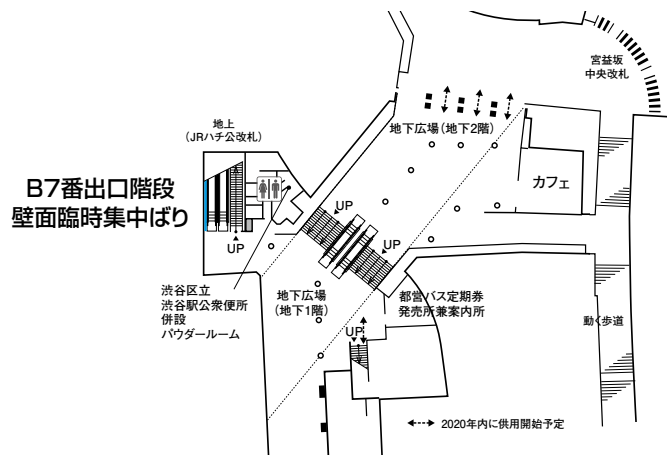 宮益坂
中央改札
地上
（JRハチ公改札）
地下広場（地下2階）
B7番出口階段
壁面臨時集中ばり
カフェ
UP
UP
UP
渋谷区立
渋谷駅公衆便所
併設
パウダールーム
地下広場
（地下1階）
都営バス定期券
発売所兼案内所
UP
動く歩道
2020年内に供用開始予定